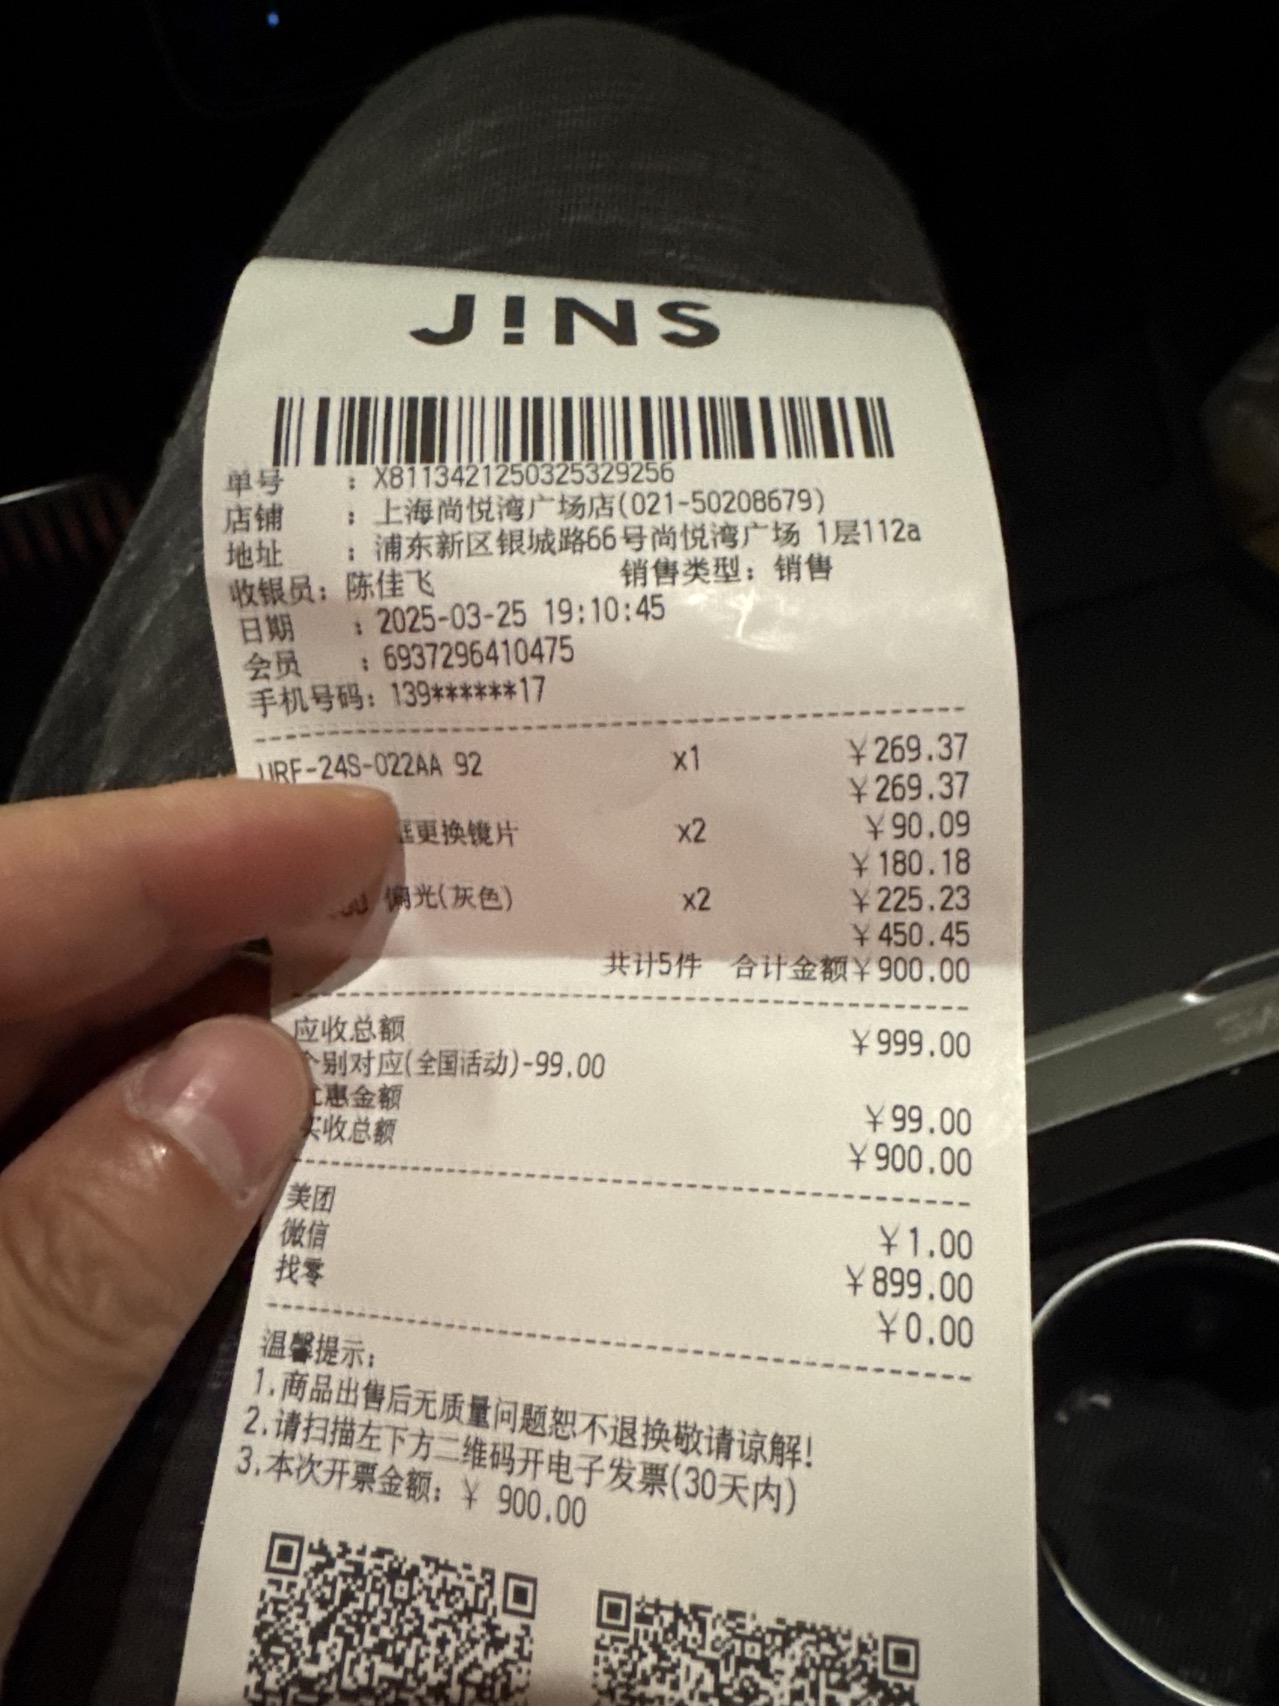 J!NS
单号 : X8113421250325329256
店铺 : 上海尚悦湾广场店(021-50208679)
地址 : 浦东新区银城路66号尚悦湾广场 1层112a
收银员: 陈佳飞 销售类型: 销售
日期 : 2025-03-25 19:10:45
会员 : 6937296410475
手机号码: 139******17
URF-24S-022AA 92 x1 ￥269.37
￥269.37
框更换镜片 x2 ￥90.09
￥180.18
偏光(灰色) x2 ￥225.23
￥450.45
共计5件 合计金额￥900.00
应收总额 ￥999.00
个别对应(全国活动)-99.00
优惠金额 ￥99.00
实收总额 ￥900.00
美团 ￥1.00
微信 ￥899.00
找零 ￥0.00
温馨提示:
1.商品出售后无质量问题恕不退换敬请谅解!
2.请扫描左下方二维码开电子发票(30天内)
3.本次开票金额: ￥ 900.00